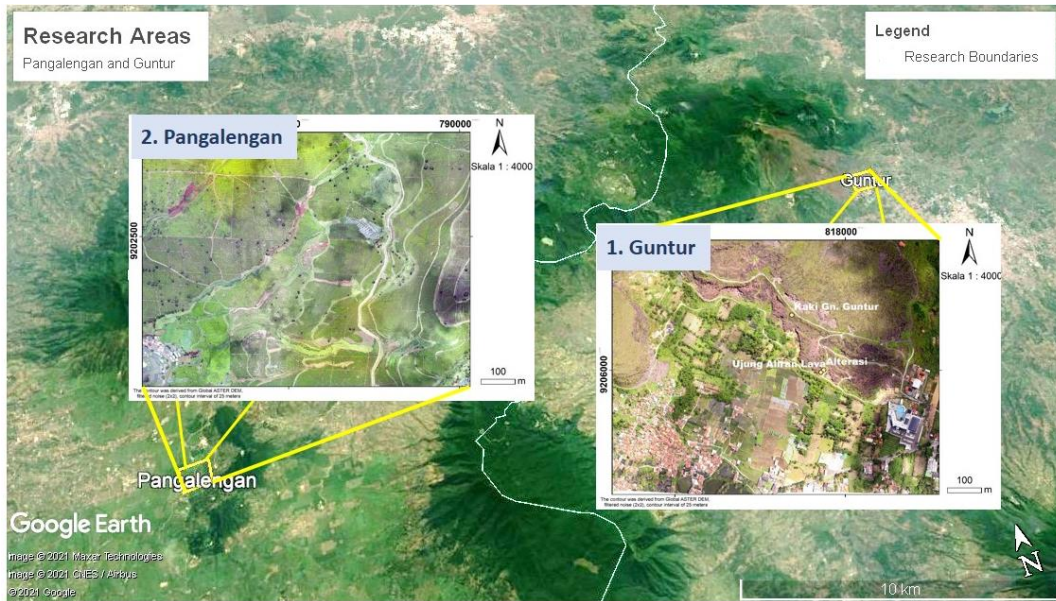 Research Areas
Pangalengan and Guntur
Legend
Research Boundaries
2. Pangalengan
790000
N
Skala 1 : 4000
9202500
100
m
The contour was derived from Global ASTER DEM,
filtered noise (2x2), contour interval of 25 meters
Guntur
1. Guntur
818000
N
Skala 1 : 4000
Kaki Gn. Guntur
Ujung Aliran Lava
Alterasi
9206000
100
m
The contour was derived from Global ASTER DEM,
filtered noise (2x2), contour interval of 25 meters
Pangalengan
Google Earth
Image © 2021 Maxar Technologies
Image © 2021 CNES / Airbus
© 2021 Google
N
10 km